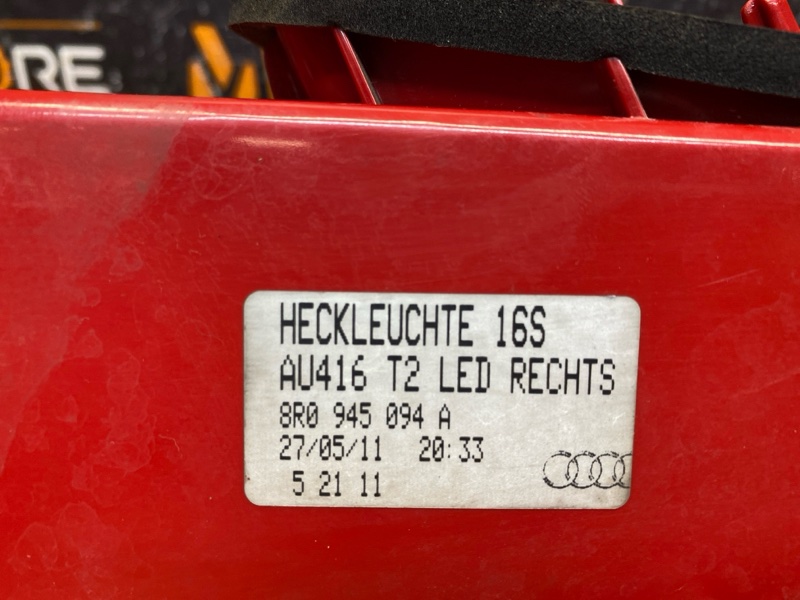 HECKLEUCHTE 16S
AU416 T2 LED RECHTS
8R0 945 094 A
27/05/11 20:33
5 21 11